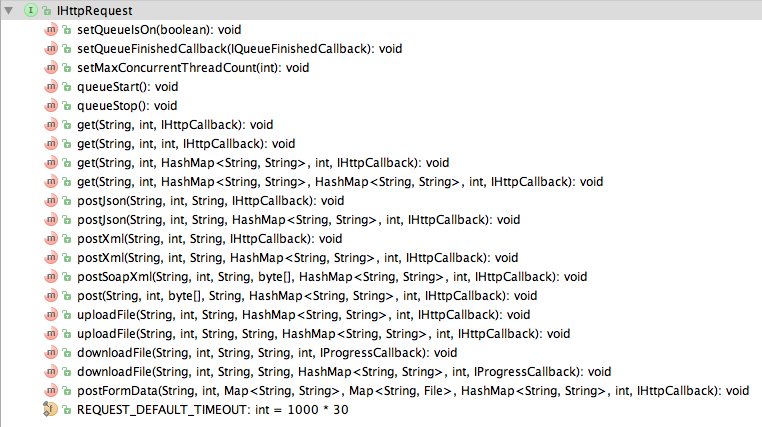 IHttpRequest
setQueueIsOn(boolean): void
setQueueFinishedCallback(IQueueFinishedCallback): void
setMaxConcurrentThreadCount(int): void
queueStart(): void
queueStop(): void
get(String, int, IHttpCallback): void
get(String, int, int, IHttpCallback): void
get(String, int, HashMap<String, String>, int, IHttpCallback): void
get(String, int, HashMap<String, String>, HashMap<String, String>, int, IHttpCallback): void
postJson(String, int, String, IHttpCallback): void
postJson(String, int, String, HashMap<String, String>, int, IHttpCallback): void
postXml(String, int, String, IHttpCallback): void
postXml(String, int, String, HashMap<String, String>, int, IHttpCallback): void
postSoapXml(String, int, String, byte[], HashMap<String, String>, int, IHttpCallback): void
post(String, int, byte[], String, HashMap<String, String>, int, IHttpCallback): void
uploadFile(String, int, String, HashMap<String, String>, int, IHttpCallback): void
uploadFile(String, int, String, String, HashMap<String, String>, int, IHttpCallback): void
downloadFile(String, int, String, String, int, IProgressCallback): void
downloadFile(String, int, String, String, HashMap<String, String>, int, IProgressCallback): void
postFormData(String, int, Map<String, String>, Map<String, File>, HashMap<String, String>, int, IHttpCallback): void
REQUEST_DEFAULT_TIMEOUT: int = 1000 * 30